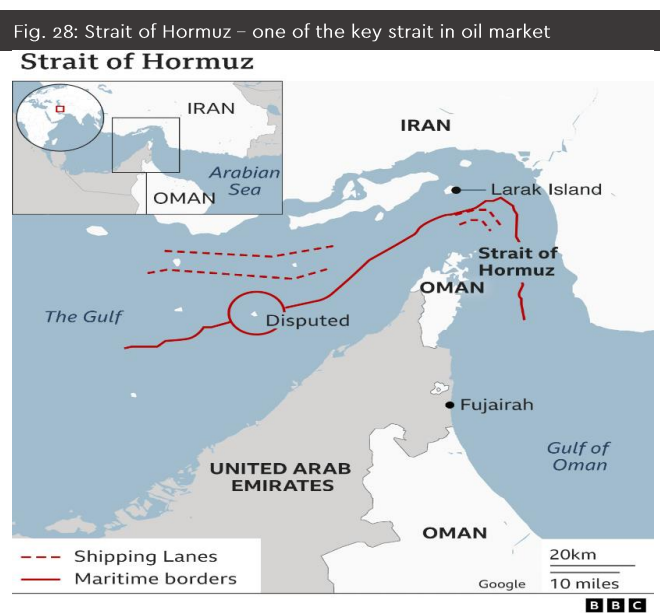 Fig. 28: Strait of Hormuz – one of the key strait in oil market
Strait of Hormuz
IRAN
Arabian
Sea
OMAN
IRAN
Larak Island
Strait of
Hormuz
OMAN
The Gulf
Disputed
Fujairah
Gulf of
Oman
UNITED ARAB
EMIRATES
OMAN
Shipping Lanes
Maritime borders
Google
20km
10 miles
BBC